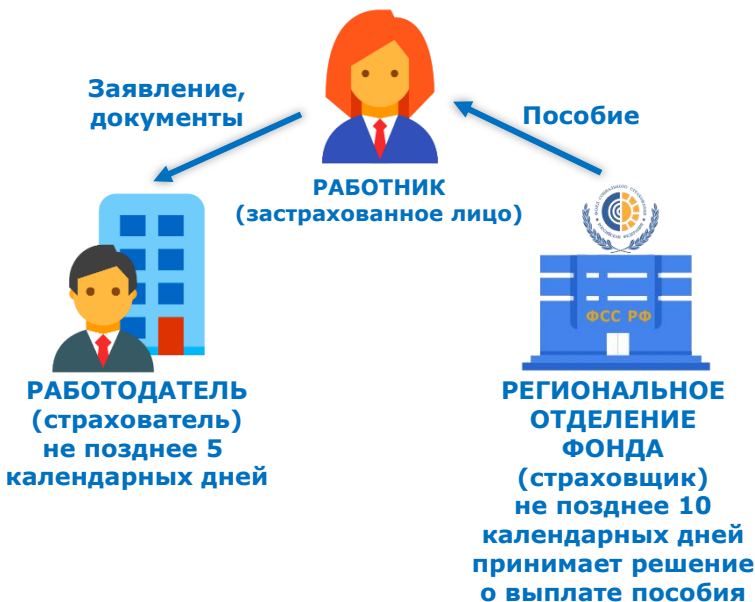 Заявление,
документы
Пособие
РАБОТНИК
(застрахованное лицо)
ФСС РФ
РАБОТОДАТЕЛЬ
(страхователь)
не позднее 5
календарных дней
РЕГИОНАЛЬНОЕ
ОТДЕЛЕНИЕ
ФОНДА
(страховщик)
не позднее 10
календарных дней
принимает решение
о выплате пособия